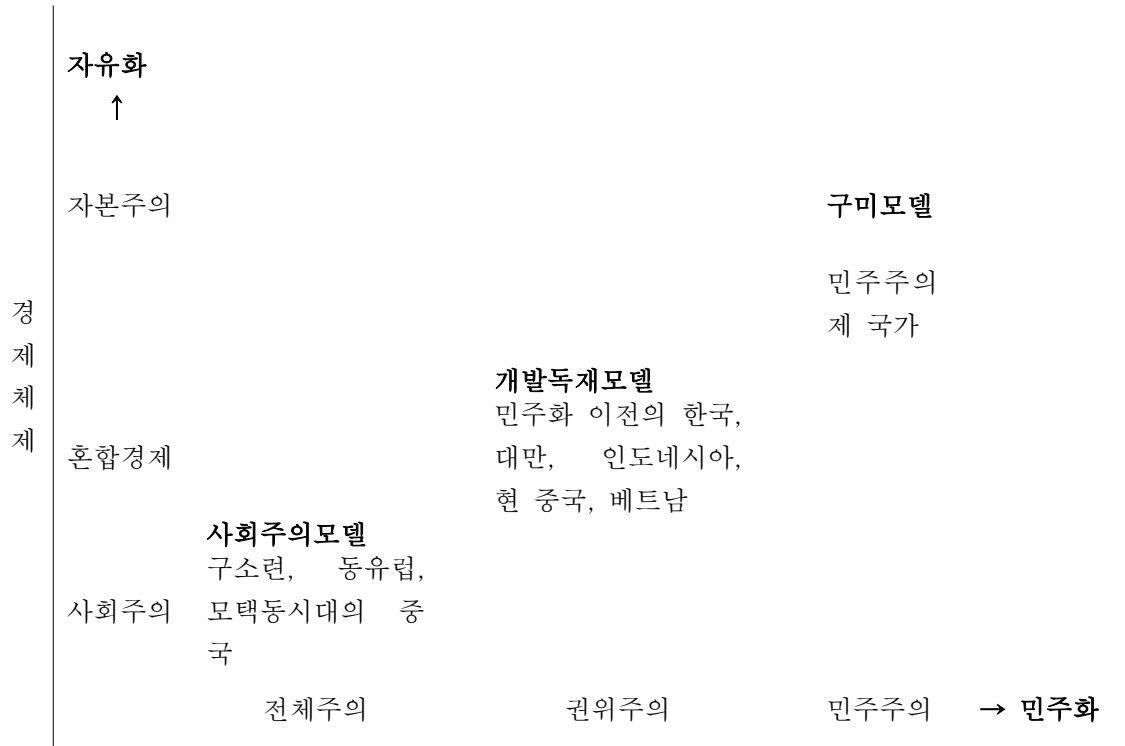 자유화
↑
자본주의
구미모델
민주주의
제 국가
경
제
체
제
개발독재모델
민주화 이전의 한국,
대만, 인도네시아,
현 중국, 베트남
혼합경제
사회주의모델
구소련, 동유럽,
모택동시대의 중
국
사회주의
전체주의 권위주의 민주주의 → 민주화